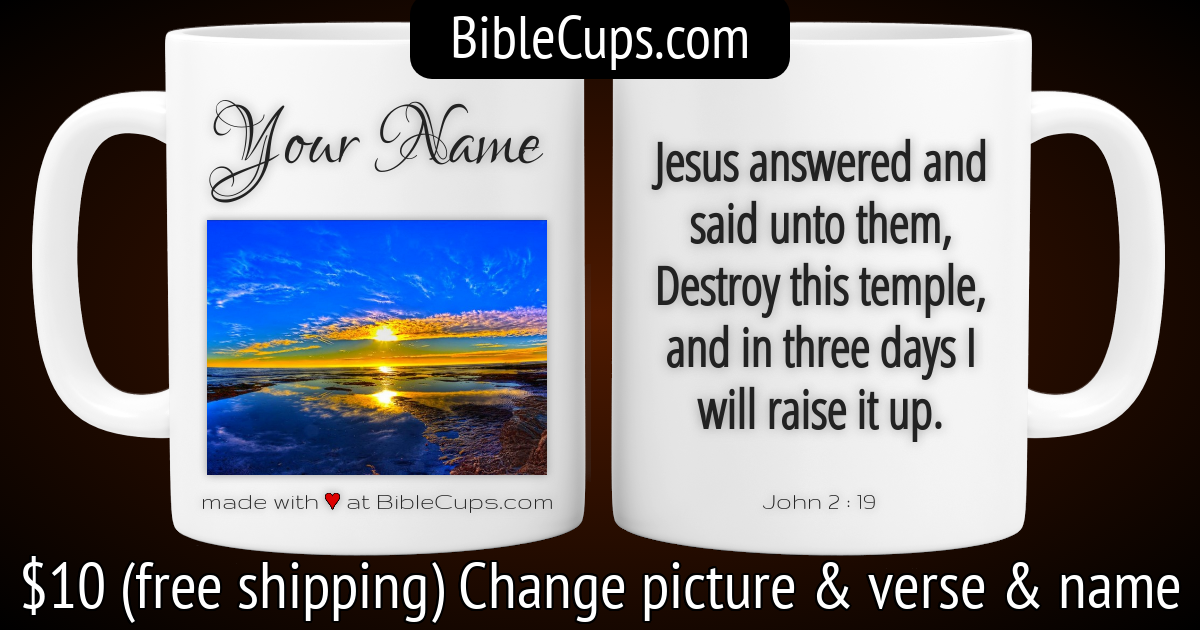 BibleCups.com
Your Name
made with ♥ at BibleCups.com
Jesus answered and
said unto them,
Destroy this temple,
and in three days I
will raise it up.
John 2 : 19
$10 (free shipping) Change picture & verse & name